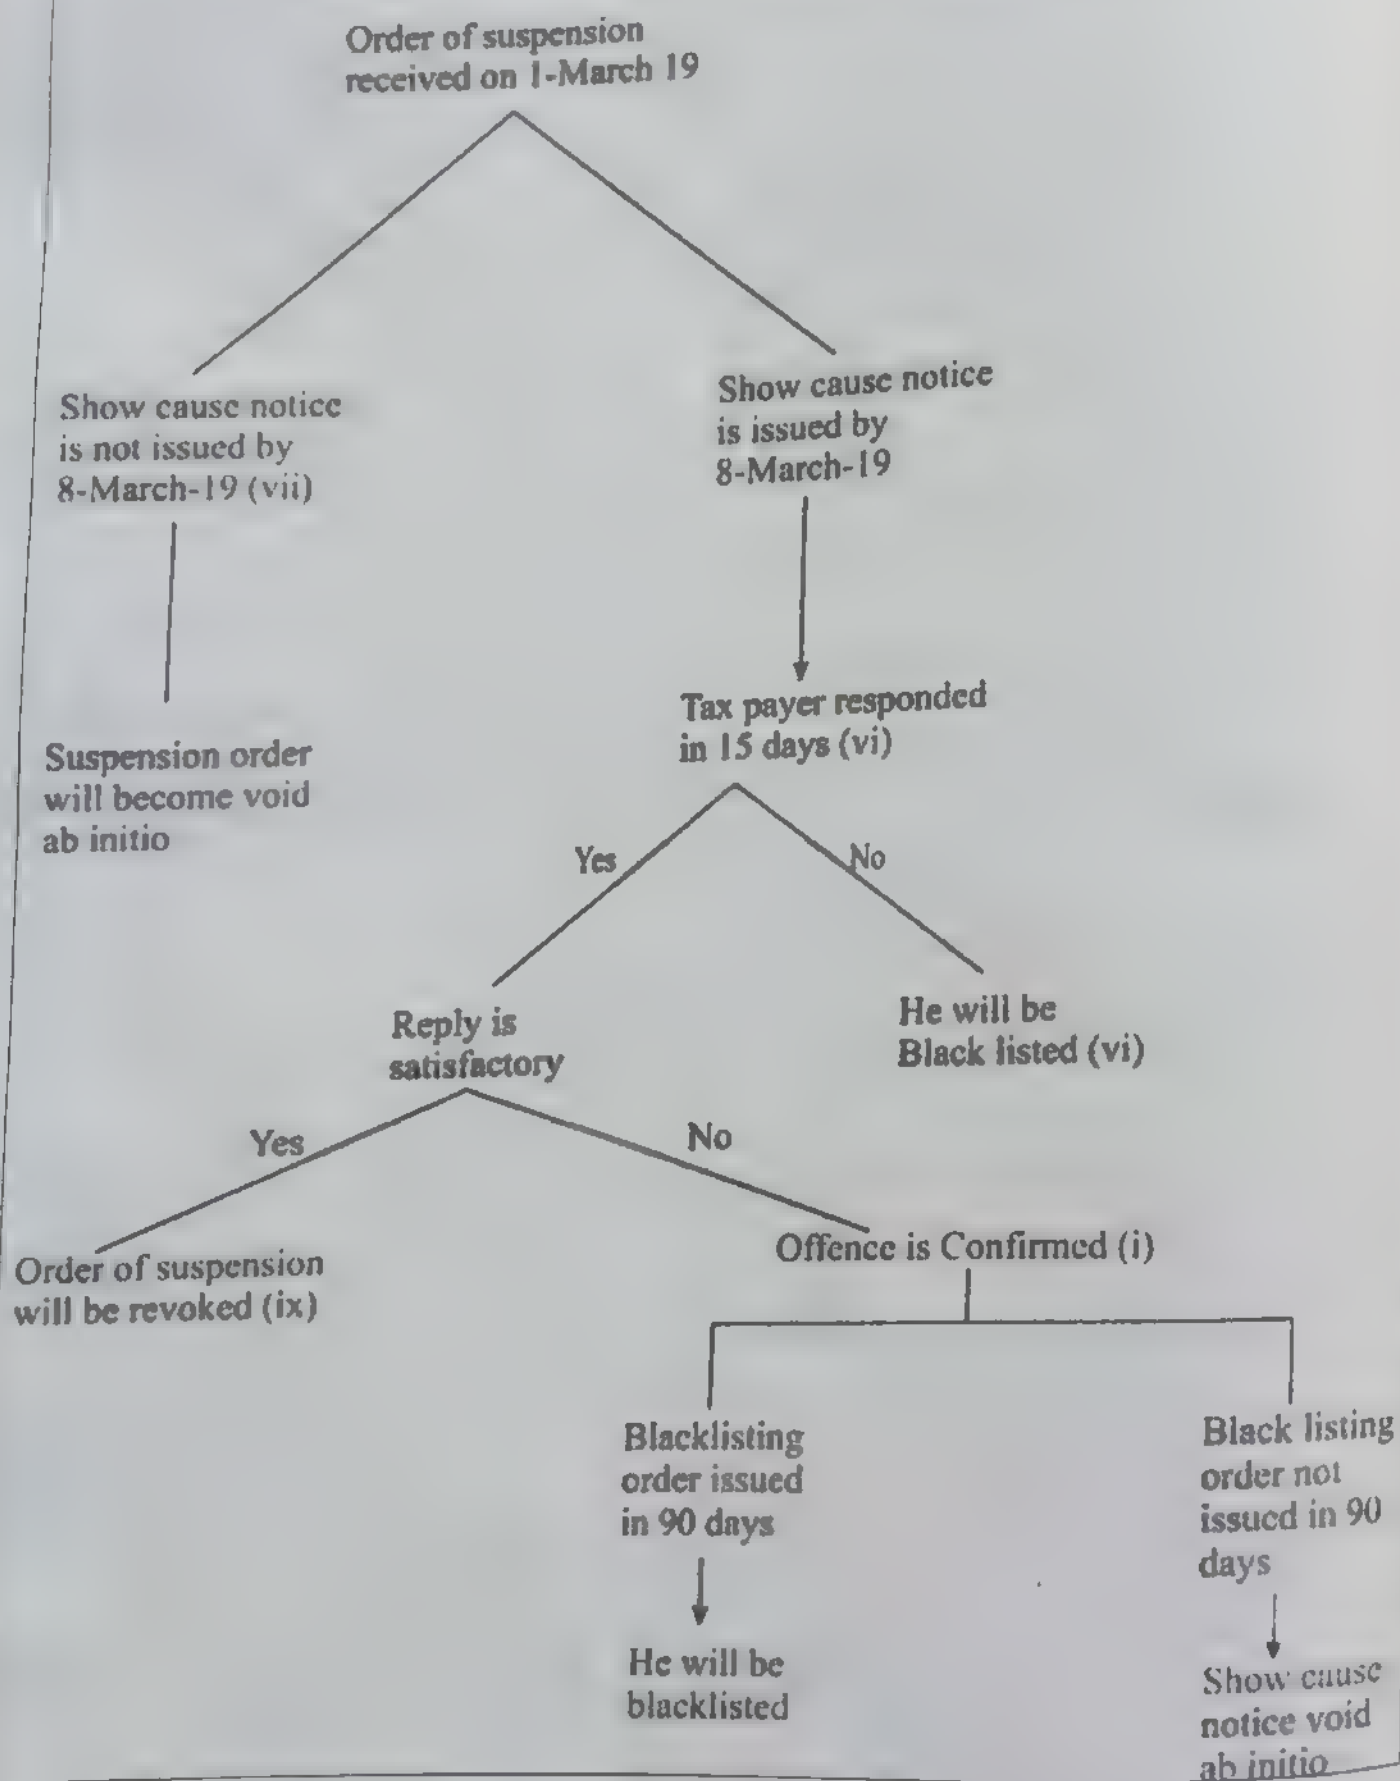 Order of suspension
received on 1-March 19
Show cause notice
is not issued by
8-March-19 (vii)
Show cause notice
is issued by
8-March-19
Suspension order
will become void
ab initio
Tax payer responded
in 15 days (vi)
Yes
No
Reply is
satisfactory
He will be
Black listed (vi)
Yes
No
Order of suspension
will be revoked (ix)
Offence is Confirmed (i)
Blacklisting
order issued
in 90 days
Black listing
order not
issued in 90
days
He will be
blacklisted
Show cause
notice void
ab initio